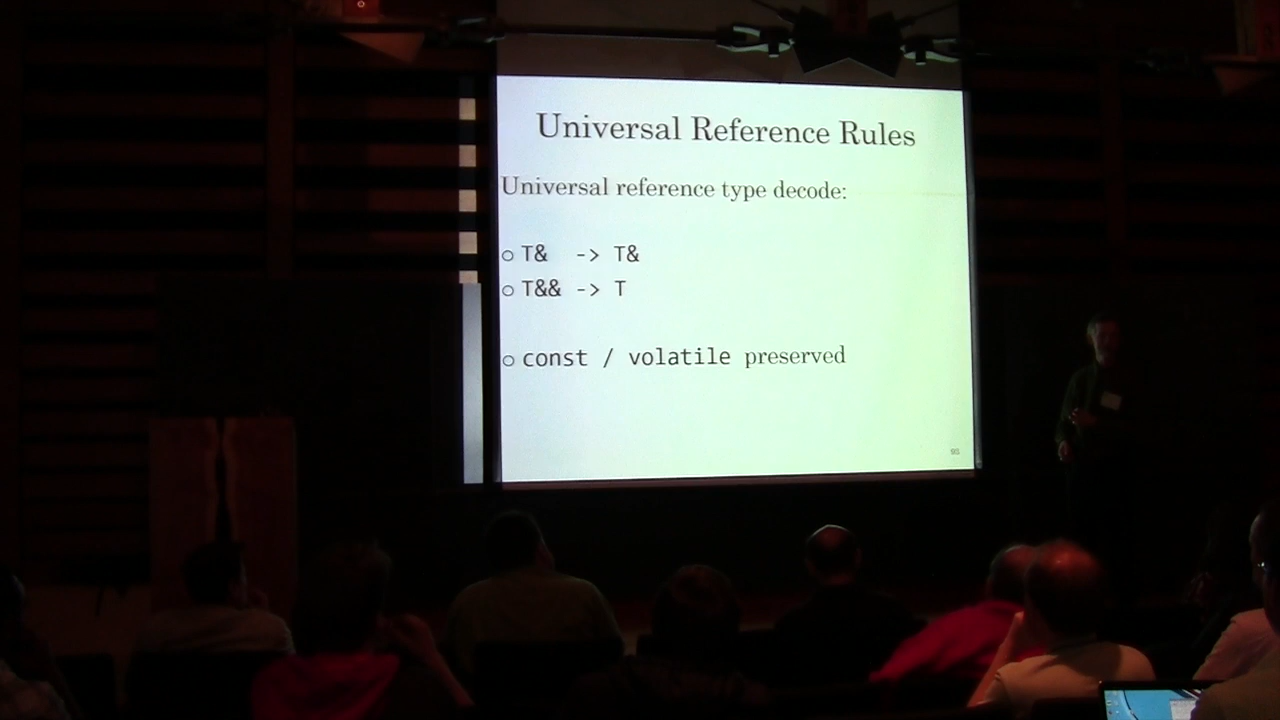 Universal Reference Rules
Universal reference type decode:
○ T& -> T&
○ T&& -> T
○ const / volatile preserved